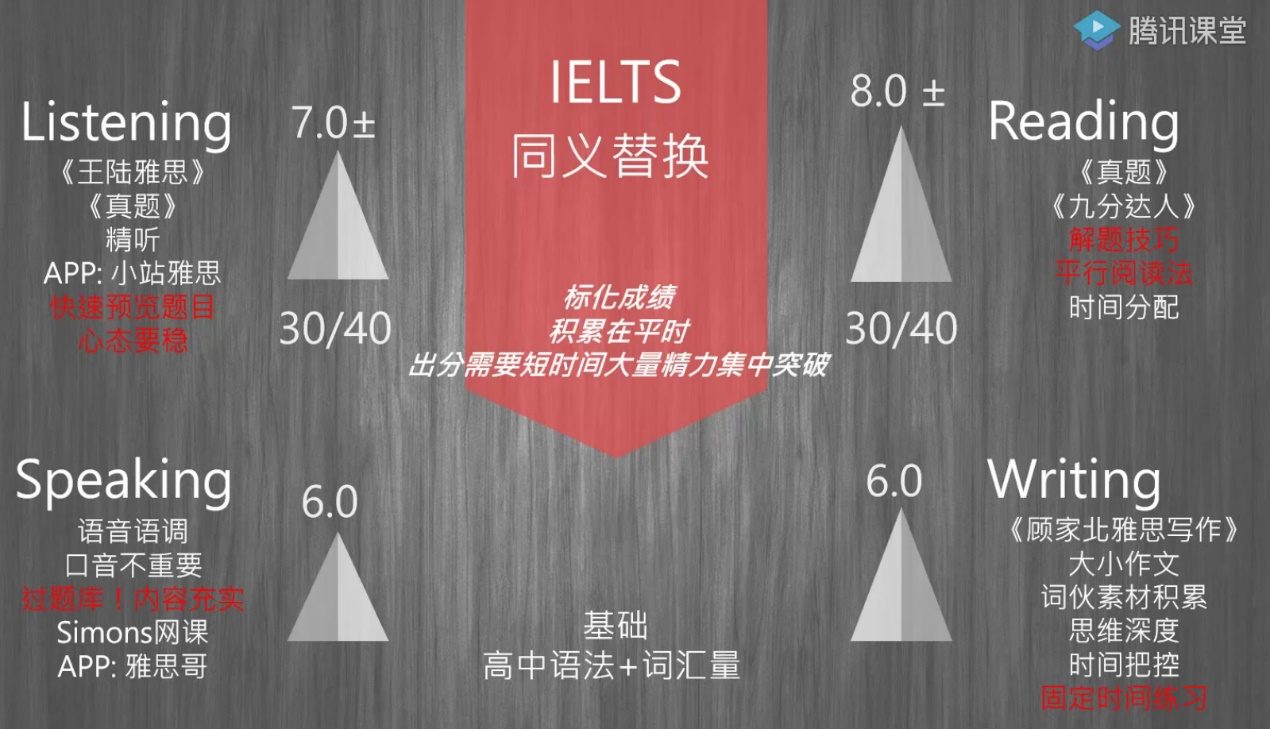 腾讯课堂
IELTS
同义替换
标化成绩
积累在平时
出分需要短时间大量精力集中突破
Listening
7.0±
《王陆雅思》
《真题》
精听
APP: 小站雅思
快速预览题目
心态要稳
30/40
8.0 ±
Reading
《真题》
《九分达人》
解题技巧
平行阅读法
时间分配
30/40
Speaking
6.0
语音语调
口音不重要
过题库！内容充实
Simons网课
APP: 雅思哥
基础
高中语法+词汇量
6.0
Writing
《顾家北雅思写作》
大小作文
词伙素材积累
思维深度
时间把控
固定时间练习